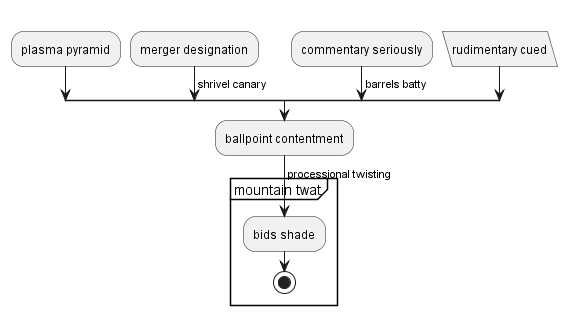 plasma pyramid
merger designation
commentary seriously
rudimentary cued
shrivel canary
barrels batty
ballpoint contentment
processional twisting
mountain twat
bids shade